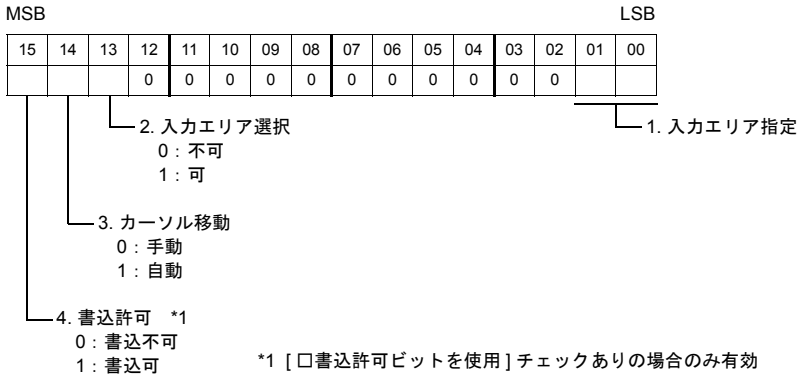 MSB LSB
15 14 13 12 11 10 09 08 07 06 05 04 03 02 01 00
0 0 0 0 0 0 0 0 0 0 0
2. 入力エリア選択
0：不可
1：可
1. 入力エリア指定
3. カーソル移動
0：手動
1：自動
4. 書込許可 *1
0：書込不可
1：書込可
*1 [ □書込許可ビットを使用 ] チェックありの場合のみ有効